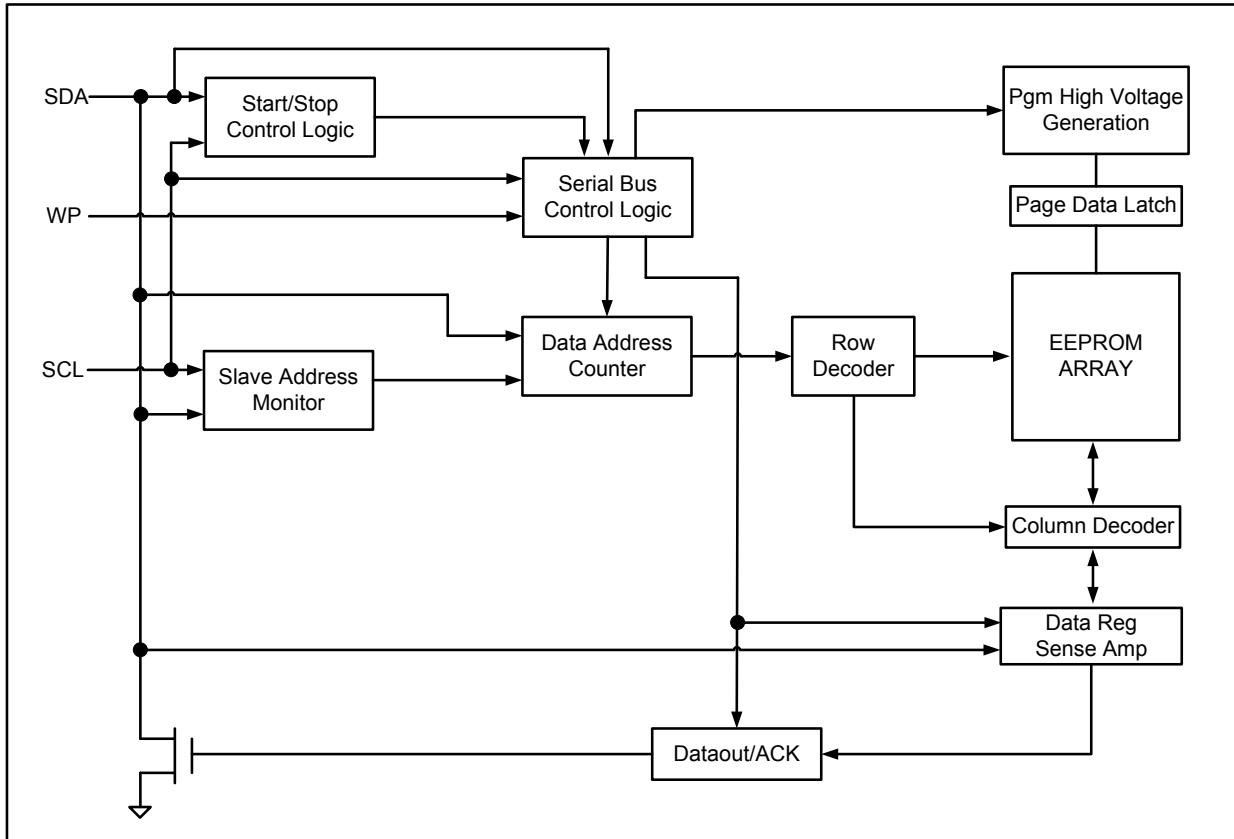 SDA
Start/Stop
Control Logic
Pgm High Voltage
Generation
WP
Serial Bus
Control Logic
Page Data Latch
SCL
Slave Address
Monitor
Data Address
Counter
Row
Decoder
EEPROM
ARRAY
Column Decoder
Data Reg
Sense Amp
Dataout/ACK